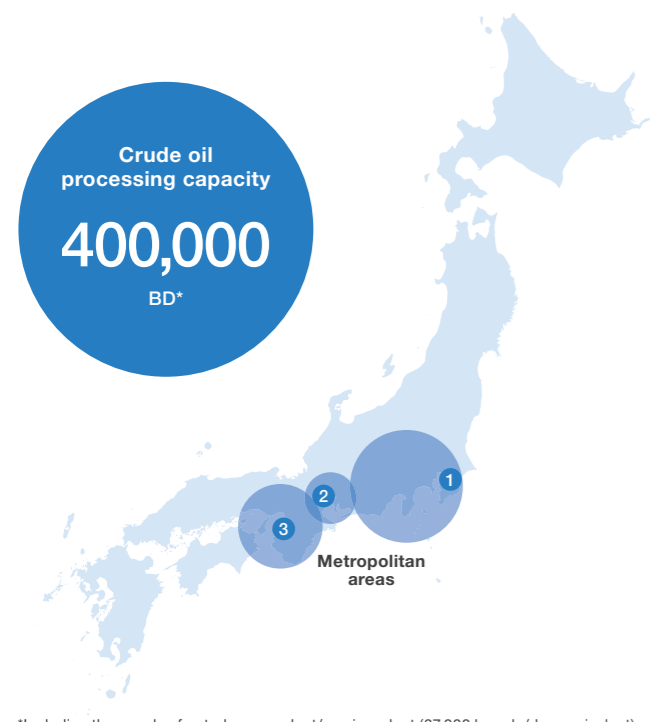 Crude oil
processing capacity
400,000
BD*
1
2
3
Metropolitan
areas